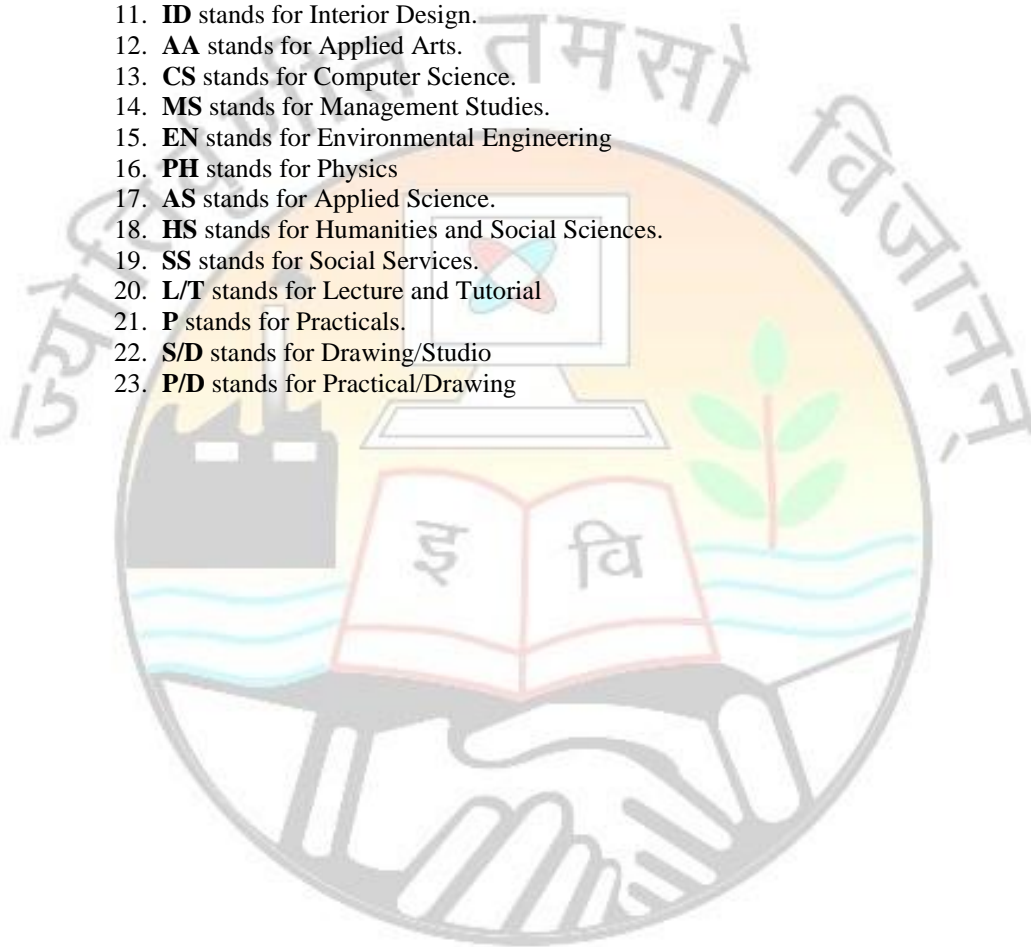 11. ID stands for Interior Design.
12. AA stands for Applied Arts.
13. CS stands for Computer Science.
14. MS stands for Management Studies.
15. EN stands for Environmental Engineering
16. PH stands for Physics
17. AS stands for Applied Science.
18. HS stands for Humanities and Social Sciences.
19. SS stands for Social Services.
20. L/T stands for Lecture and Tutorial
21. P stands for Practicals.
22. S/D stands for Drawing/Studio
23. P/D stands for Practical/Drawing
ज्योतिर्व्रणीत तमसो विजानन्
इ वि